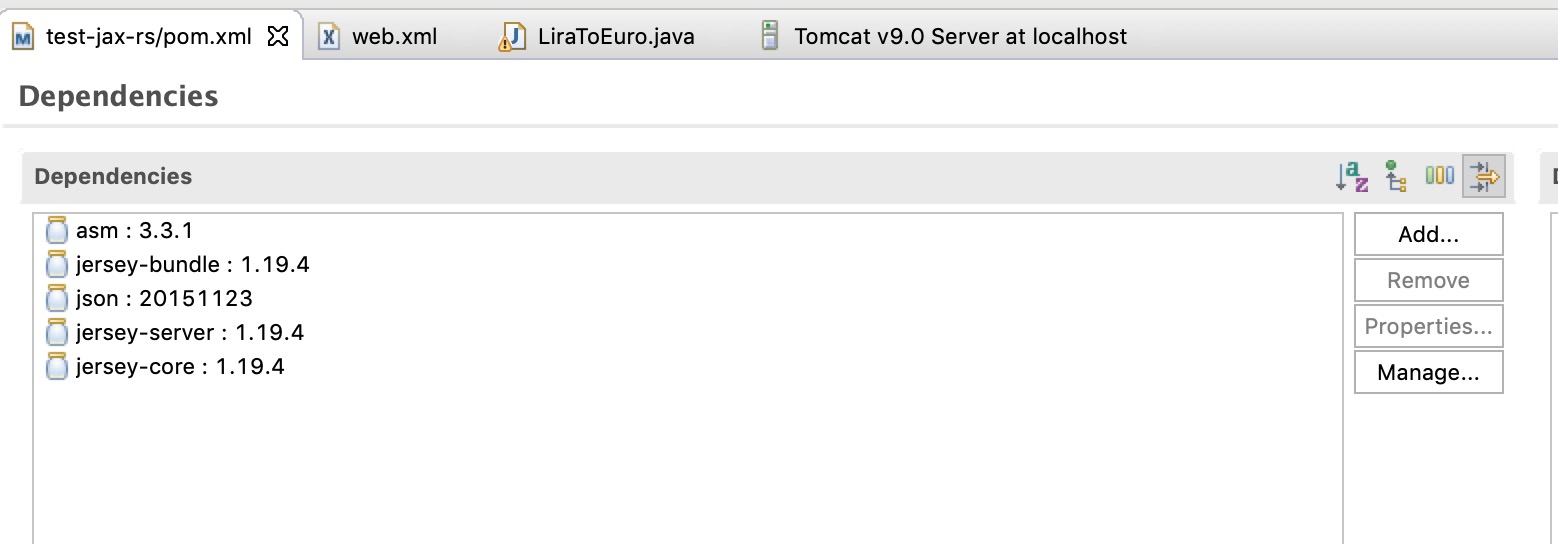 test-jax-rs/pom.xml web.xml LiraToEuro.java Tomcat v9.0 Server at localhost
Dependencies
Dependencies
asm : 3.3.1
jersey-bundle : 1.19.4
json : 20151123
jersey-server : 1.19.4
jersey-core : 1.19.4
Add...
Remove
Properties...
Manage...